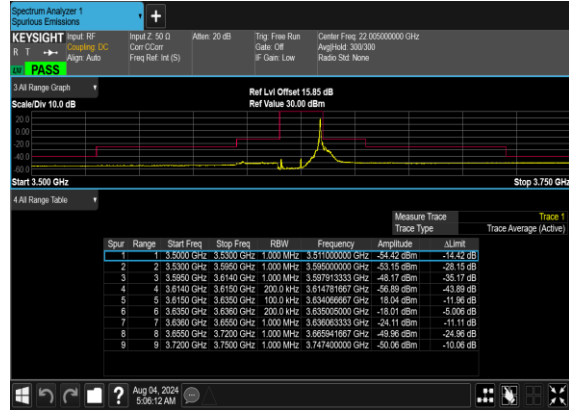 Spectrum Analyzer 1
Spurious Emissions
KEYSIGHT Input: RF Input Z: 50 Ω Atten: 20 dB Trig: Free Run Center Freq: 22.005000000 GHz
R T Coupling: DC Corr CCorr Gate: Off Avg|Hold: 300/300
Align: Auto Freq Ref: Int (S) IF Gain: Low Radio Std: None
LW PASS
3 All Range Graph
Ref Lvl Offset 15.85 dB
Scale/Div 10.0 dB Ref Value 30.00 dBm
20.0
0.00
-20.0
-40.0
-60.0
Start 3.500 GHz Stop 3.750 GHz
4 All Range Table
Measure Trace Trace 1
Trace Type Trace Average (Active)
Spur Range Start Freq Stop Freq RBW Frequency Amplitude ΔLimit
1 1 3.5000 GHz 3.5300 GHz 1.000 MHz 3.511000000 GHz -54.42 dBm -14.42 dB
2 2 3.5300 GHz 3.5950 GHz 1.000 MHz 3.595000000 GHz -53.15 dBm -28.15 dB
3 3 3.5950 GHz 3.6140 GHz 1.000 MHz 3.597913333 GHz -48.17 dBm -35.17 dB
4 4 3.6140 GHz 3.6150 GHz 200.0 kHz 3.614781667 GHz -56.89 dBm -43.89 dB
5 5 3.6150 GHz 3.6350 GHz 100.0 kHz 3.634066667 GHz 18.04 dBm -11.96 dB
6 6 3.6350 GHz 3.6360 GHz 200.0 kHz 3.635005000 GHz -18.01 dBm -5.006 dB
7 7 3.6360 GHz 3.6550 GHz 1.000 MHz 3.636063333 GHz -24.11 dBm -11.11 dB
8 8 3.6550 GHz 3.7200 GHz 1.000 MHz 3.665941667 GHz -49.96 dBm -24.96 dB
9 9 3.7200 GHz 3.7500 GHz 1.000 MHz 3.747400000 GHz -50.06 dBm -10.06 dB
Aug 04, 2024
5:06:12 AM